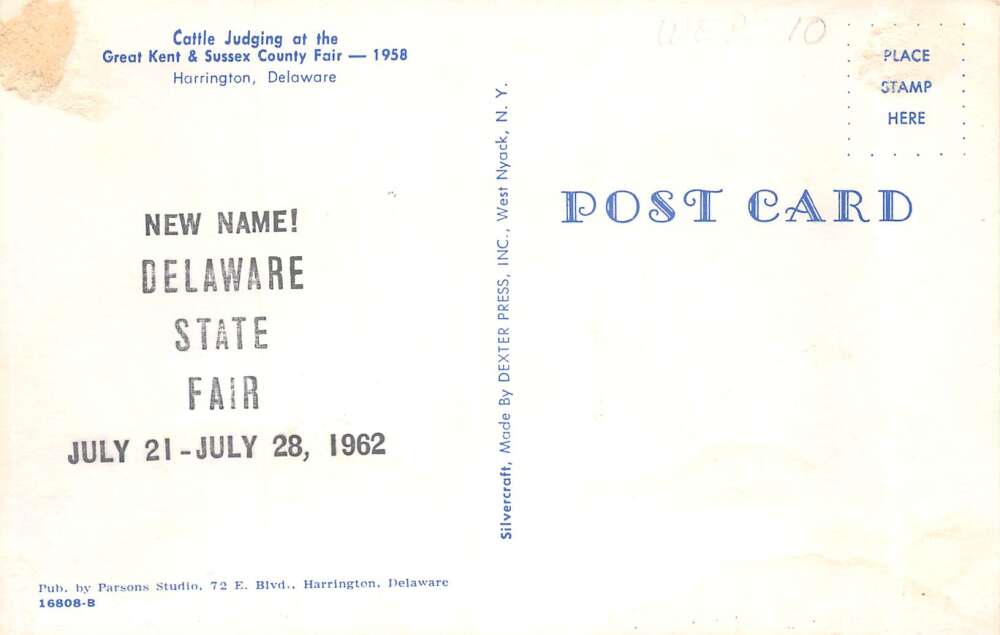 Cattle Judging at the
Great Kent & Sussex County Fair — 1958
Harrington, Delaware
NEW NAME!
DELAWARE
STATE
FAIR
JULY 21 - JULY 28, 1962
Pub. by Parsons Studio, 72 E. Blvd., Harrington, Delaware
16808-B
Silvercraft, Made By DEXTER PRESS, INC., West Nyack, N. Y.
10
PLACE
STAMP
HERE
POST CARD